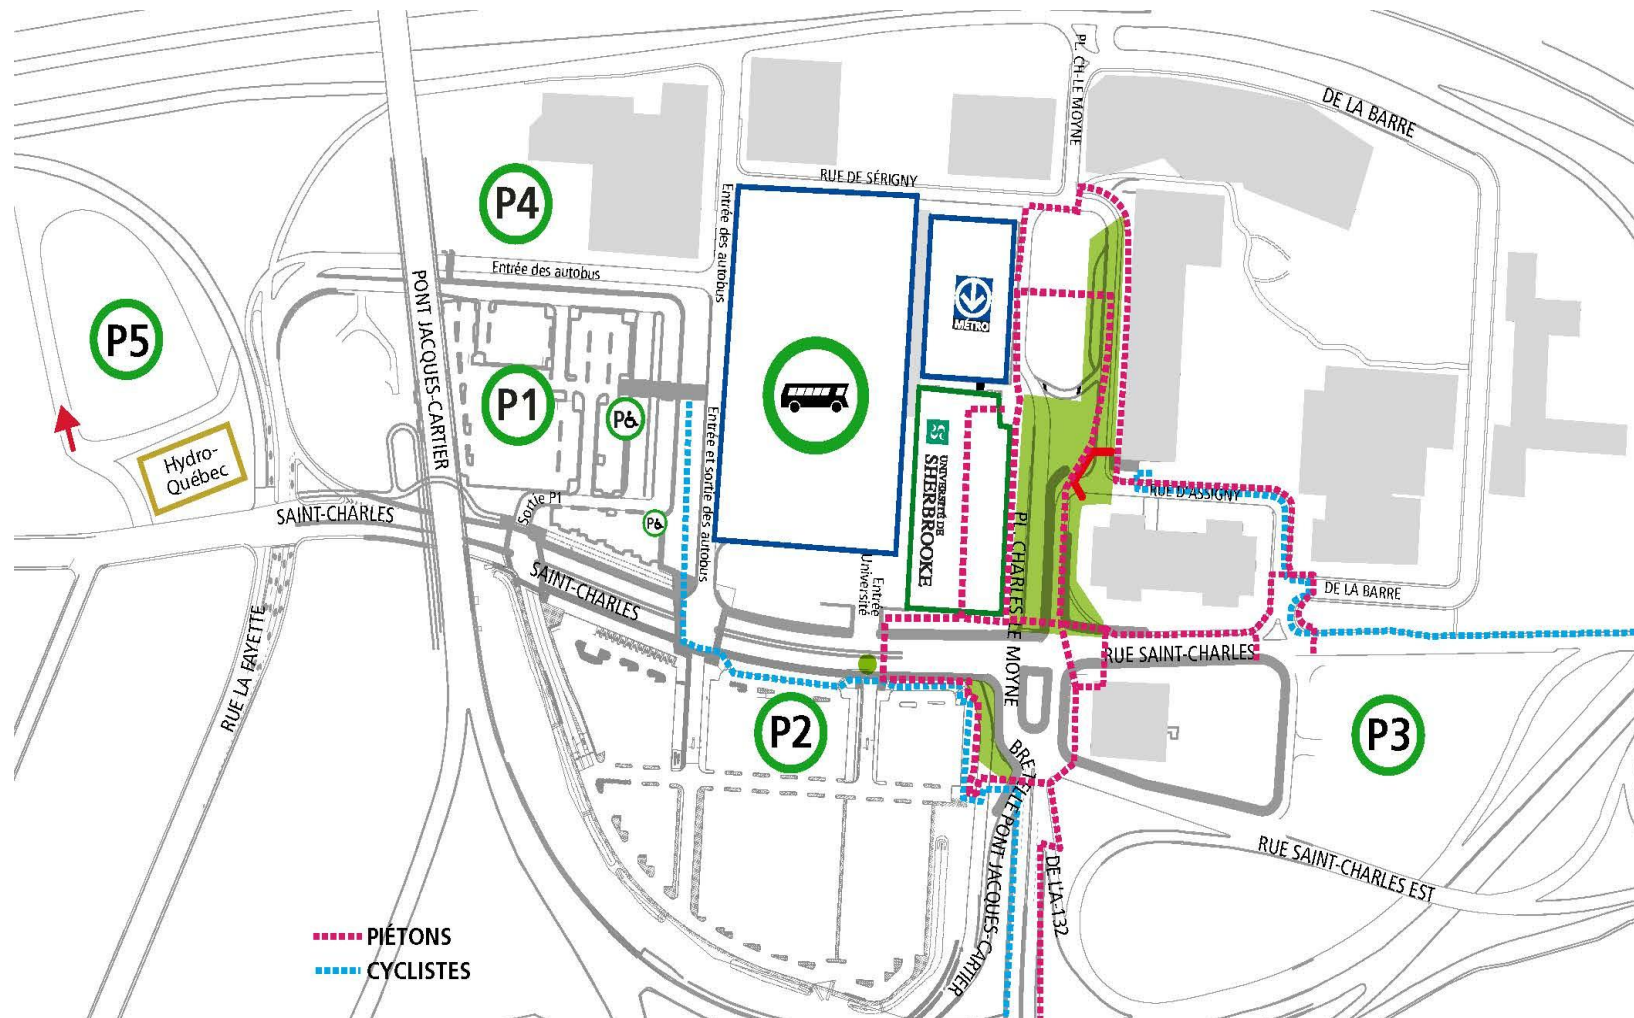 PL. CH-LE MOYNE
DE LA BARRE
RUE DE SÉRIGNY
P4
Entrée des autobus
Entrée des autobus
PONT JACQUES-CARTIER
MÉTRO
P5
P1
P
Hydro-
Québec
SAINT-CHARLES
Sortie P1
P
Entrée et sortie des autobus
UNIVERSITÉ DE
SHERBROOKE
RUE D'ASSIGNY
PL. CHARLES-LE MOYNE
Entrée
Université
SAINT-CHARLES
DE LA BARRE
RUE LA FAYETTE
RUE SAINT-CHARLES
P2
P3
BRETELLE PONT JACQUES-CARTIER
DE L'A-132
RUE SAINT-CHARLES EST
PIÉTONS
CYCLISTES